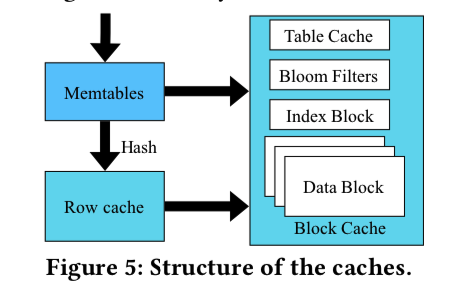 Memtables
Hash
Row cache
Table Cache
Bloom Filters
Index Block
Data Block
Block Cache
Figure 5: Structure of the caches.